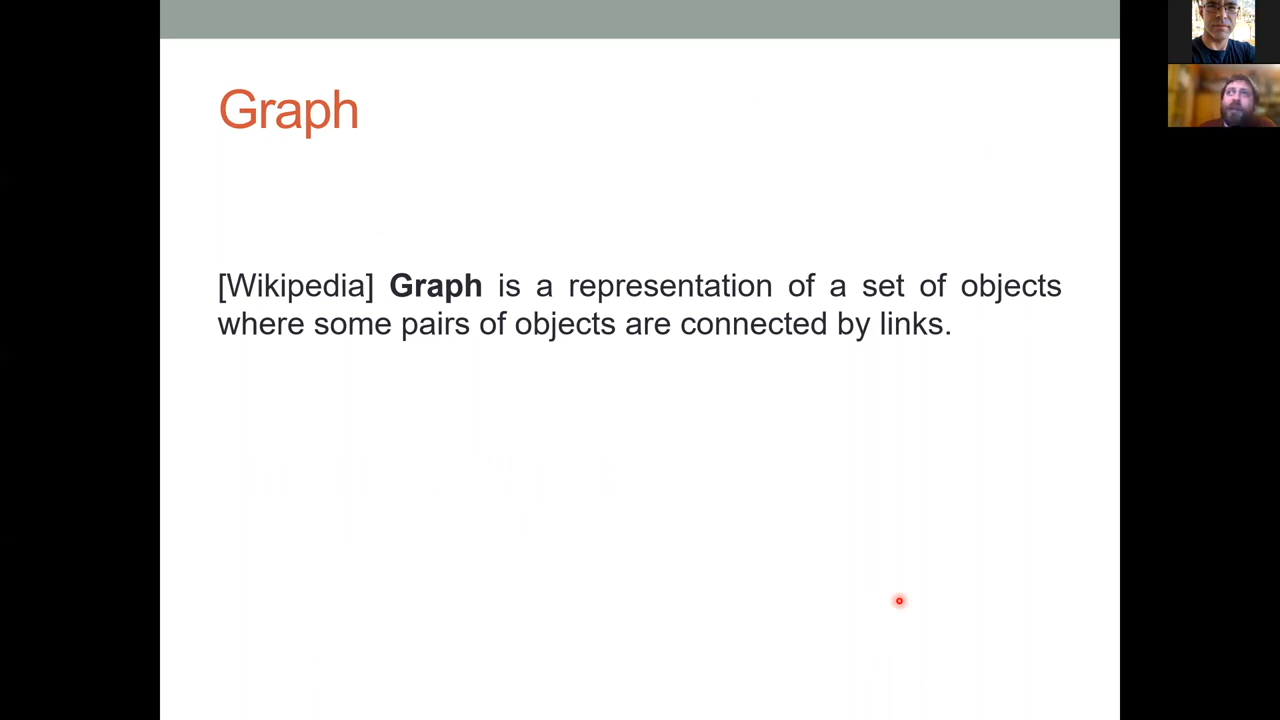 Graph
[Wikipedia] Graph is a representation of a set of objects
where some pairs of objects are connected by links.